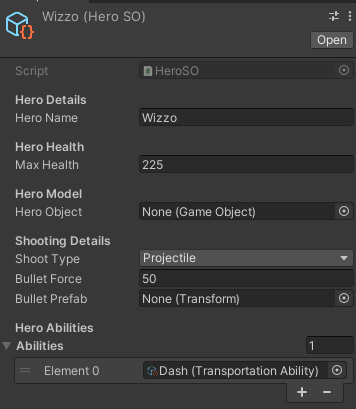 Wizzo (Hero SO)
Open
Script HeroSO
Hero Details
Hero Name Wizzo
Hero Health
Max Health 225
Hero Model
Hero Object None (Game Object)
Shooting Details
Shoot Type Projectile
Bullet Force 50
Bullet Prefab None (Transform)
Hero Abilities
Abilities 1
Element 0 Dash (Transportation Ability)
+ −